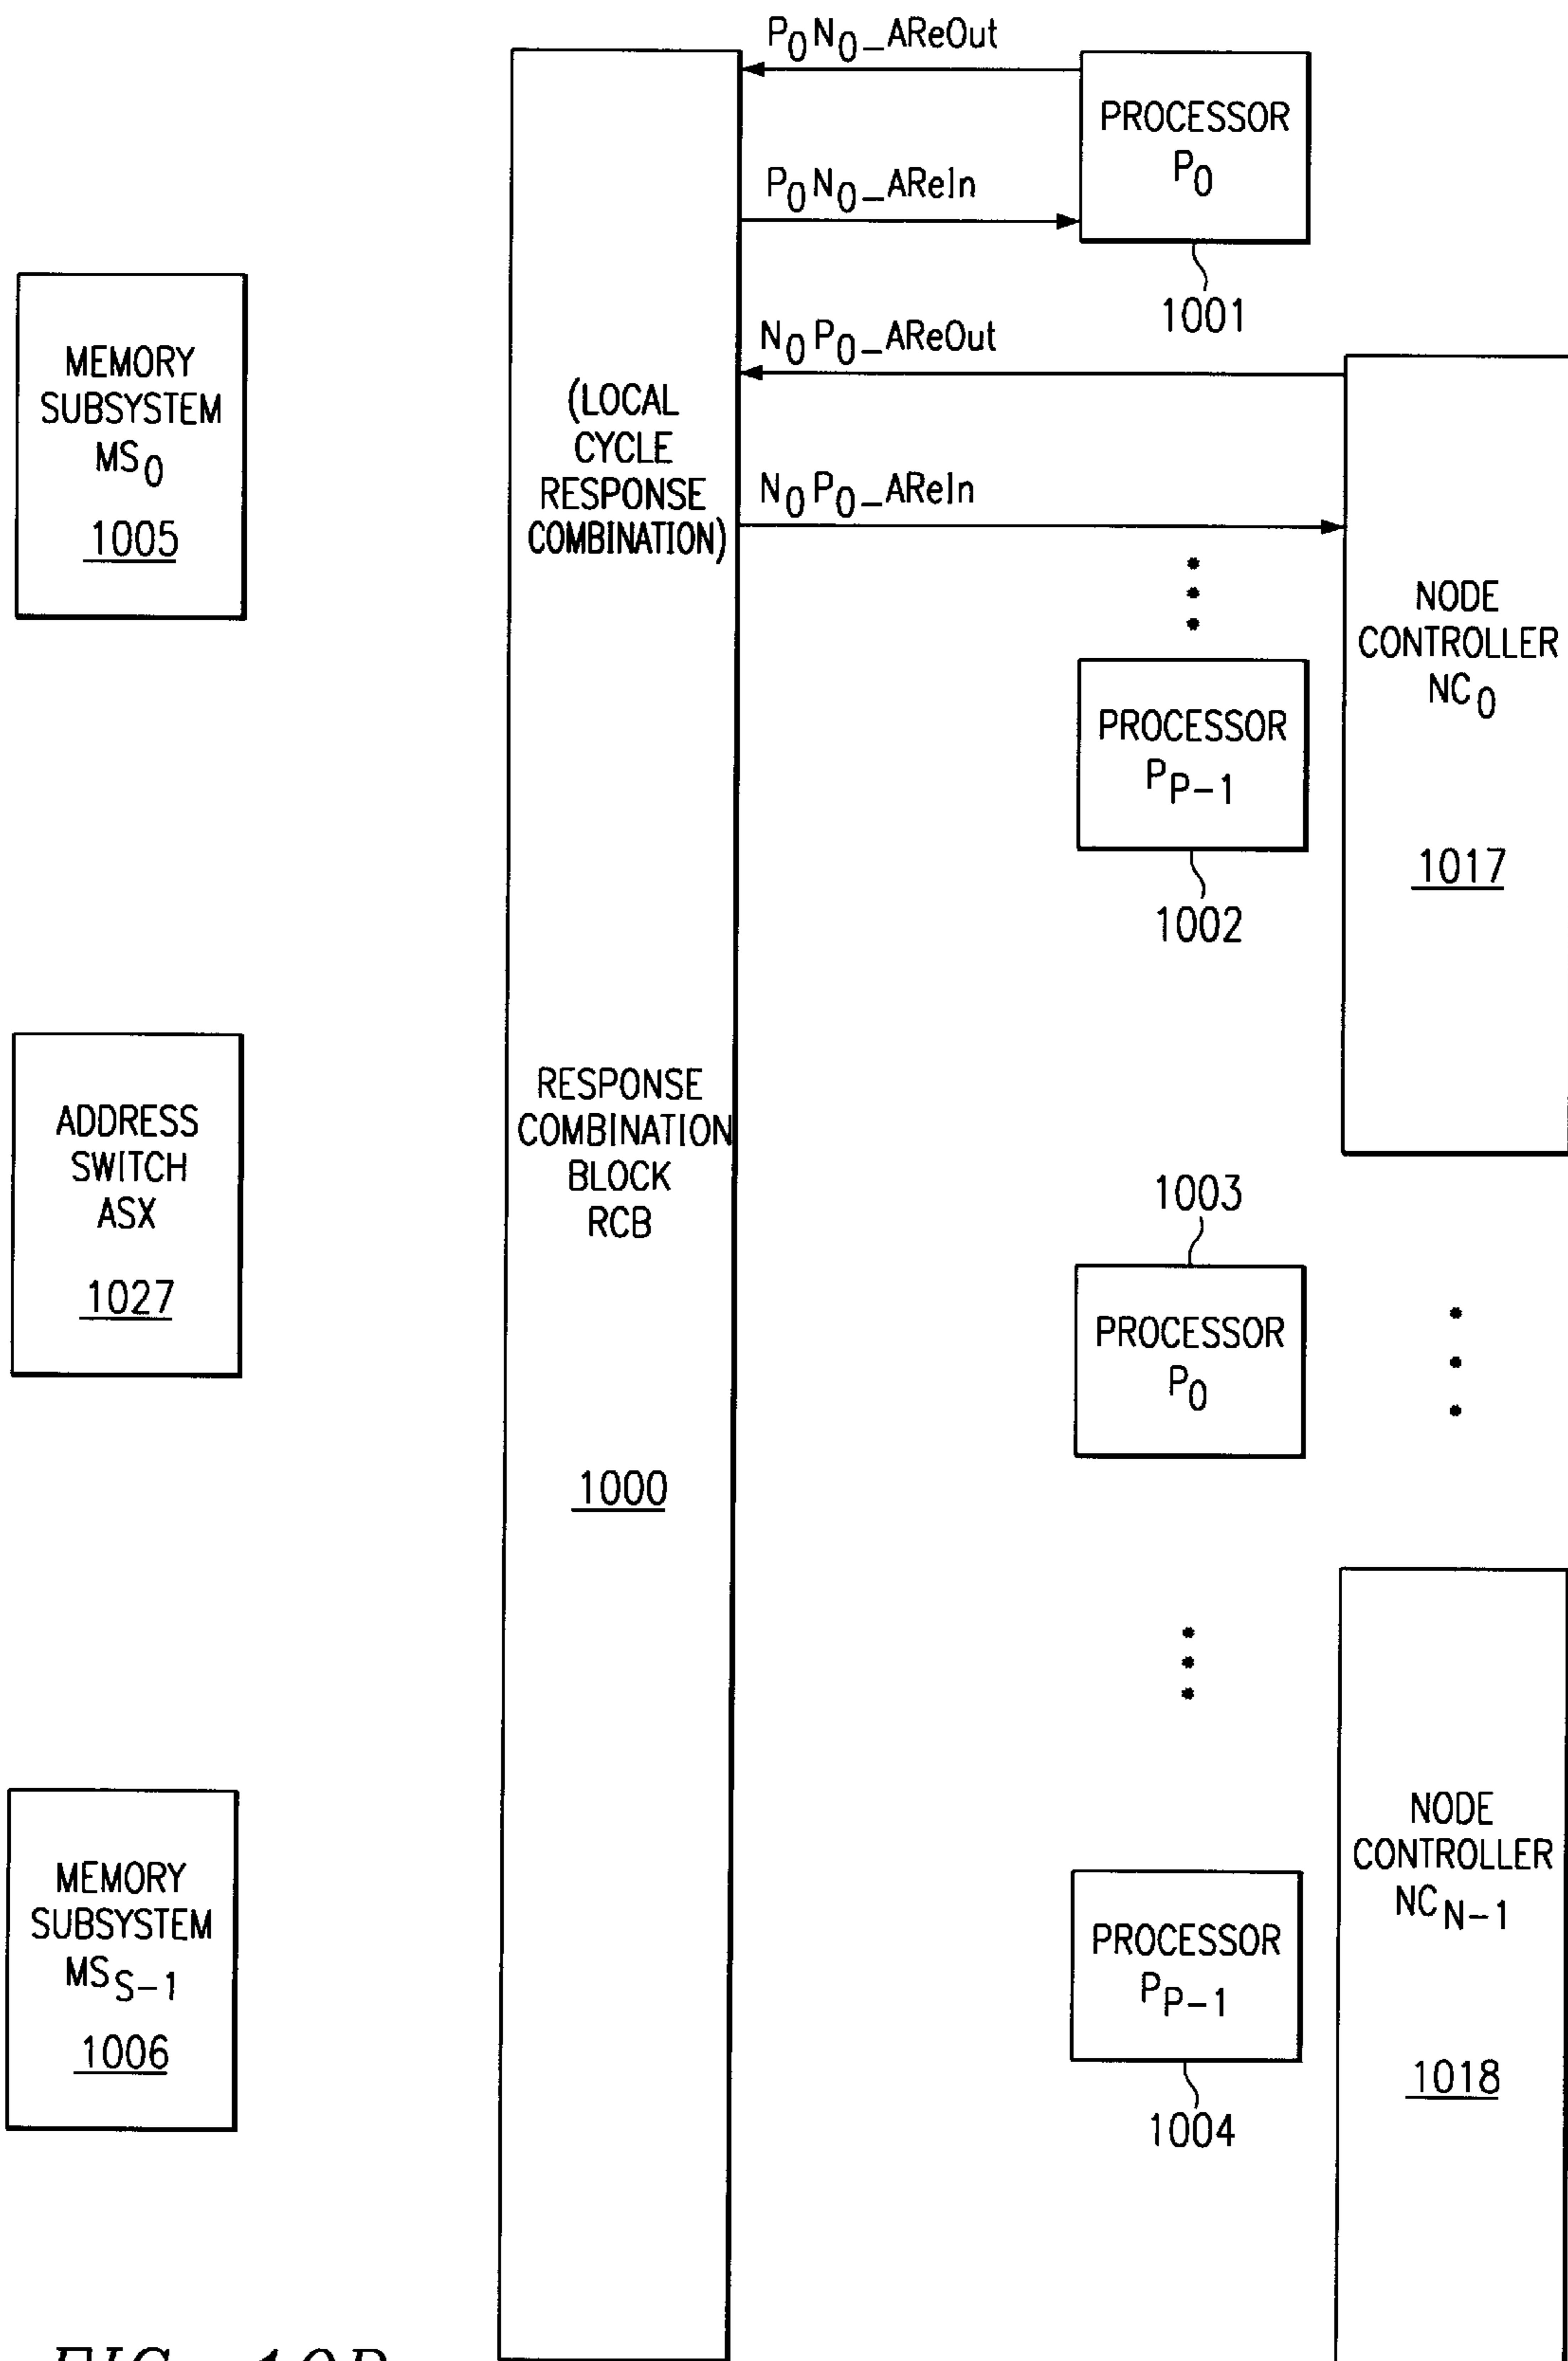 P0N0_AReOut
PROCESSOR
P0
P0N0_AReIn
1001
MEMORY
SUBSYSTEM
MS0
1005
N0P0_AReOut
(LOCAL
CYCLE
RESPONSE
COMBINATION)
N0P0_AReIn
NODE
CONTROLLER
NC0
1017
PROCESSOR
PP-1
1002
ADDRESS
SWITCH
ASX
1027
RESPONSE
COMBINATION
BLOCK
RCB
1000
1003
PROCESSOR
P0
MEMORY
SUBSYSTEM
MSS-1
1006
PROCESSOR
PP-1
1004
NODE
CONTROLLER
NCN-1
1018
FIG. 10B